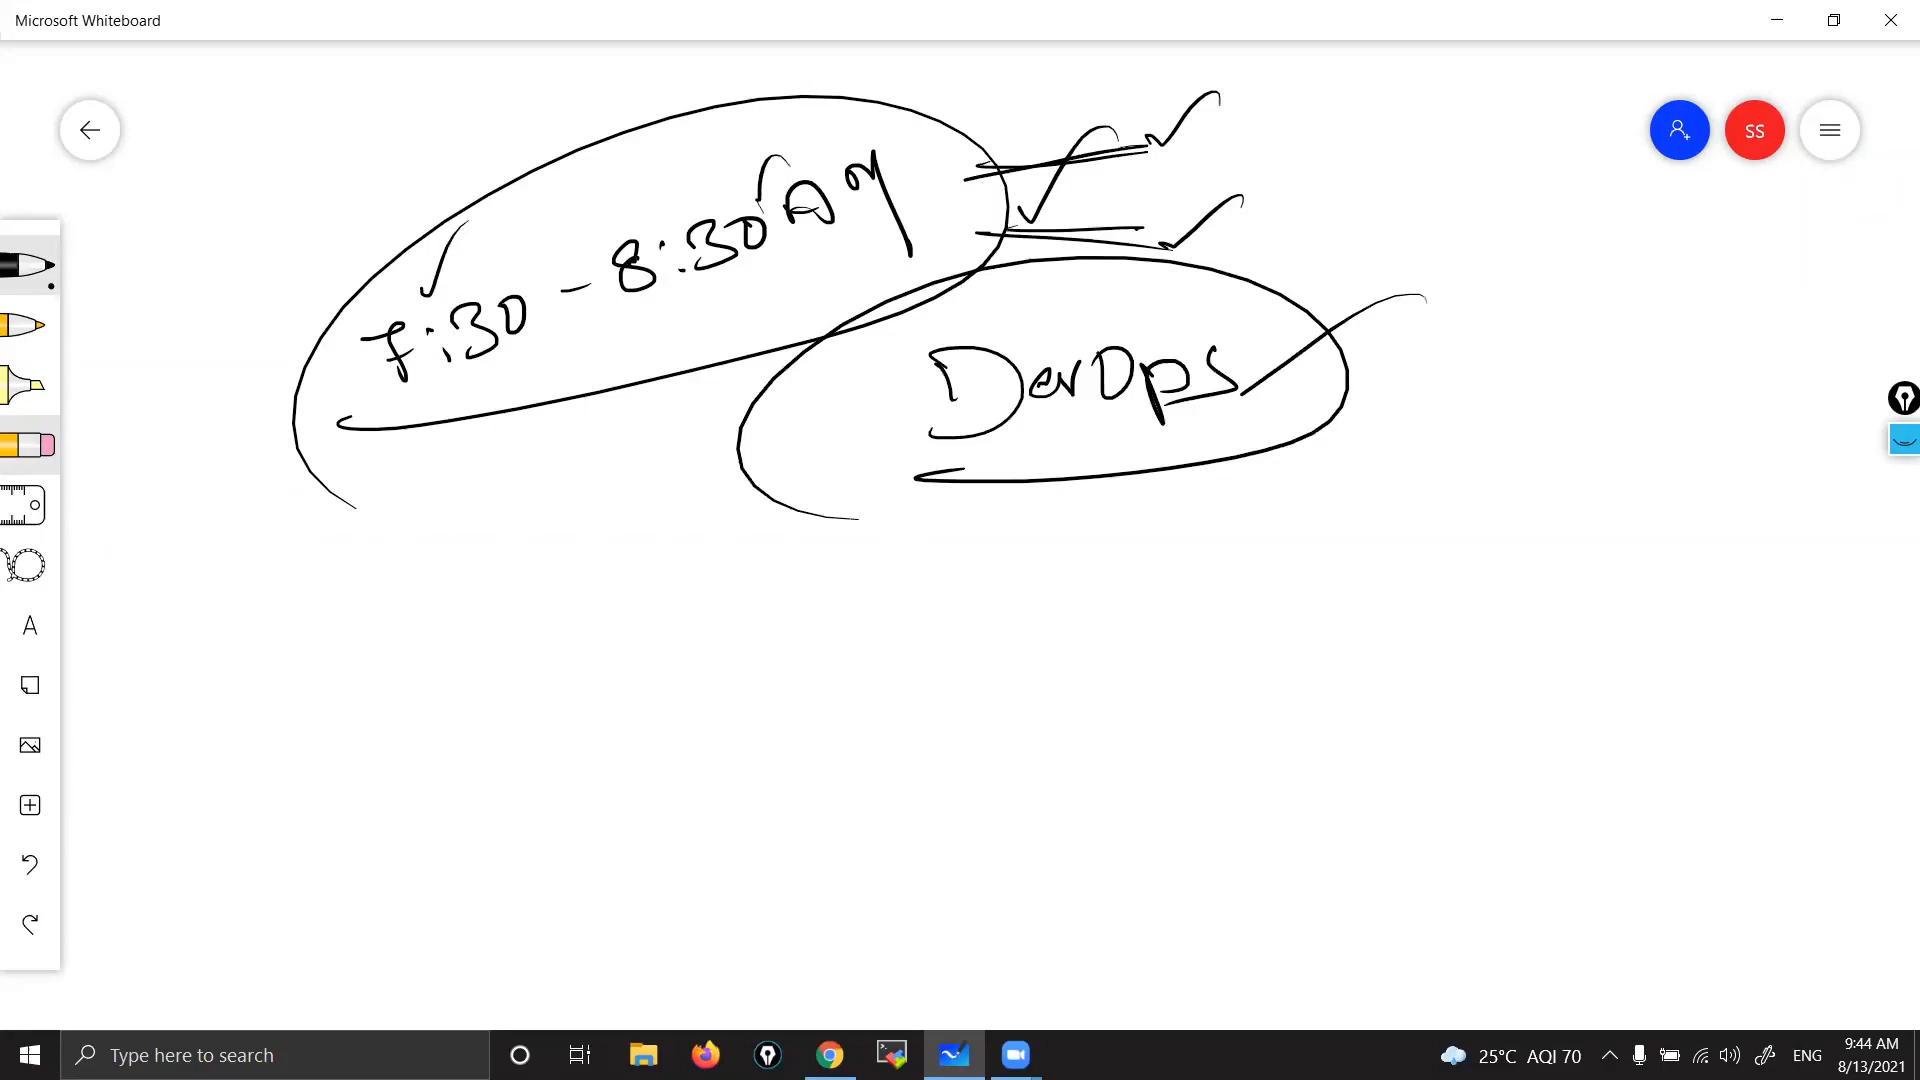 Microsoft Whiteboard
SS
7:30 - 8:30 AM
DevOps
A
Type here to search
25°C AQI 70
ENG
9:44 AM
8/13/2021